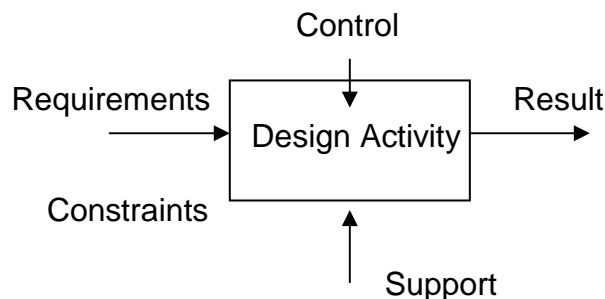 Control
Requirements
Result
Design Activity
Constraints
Support